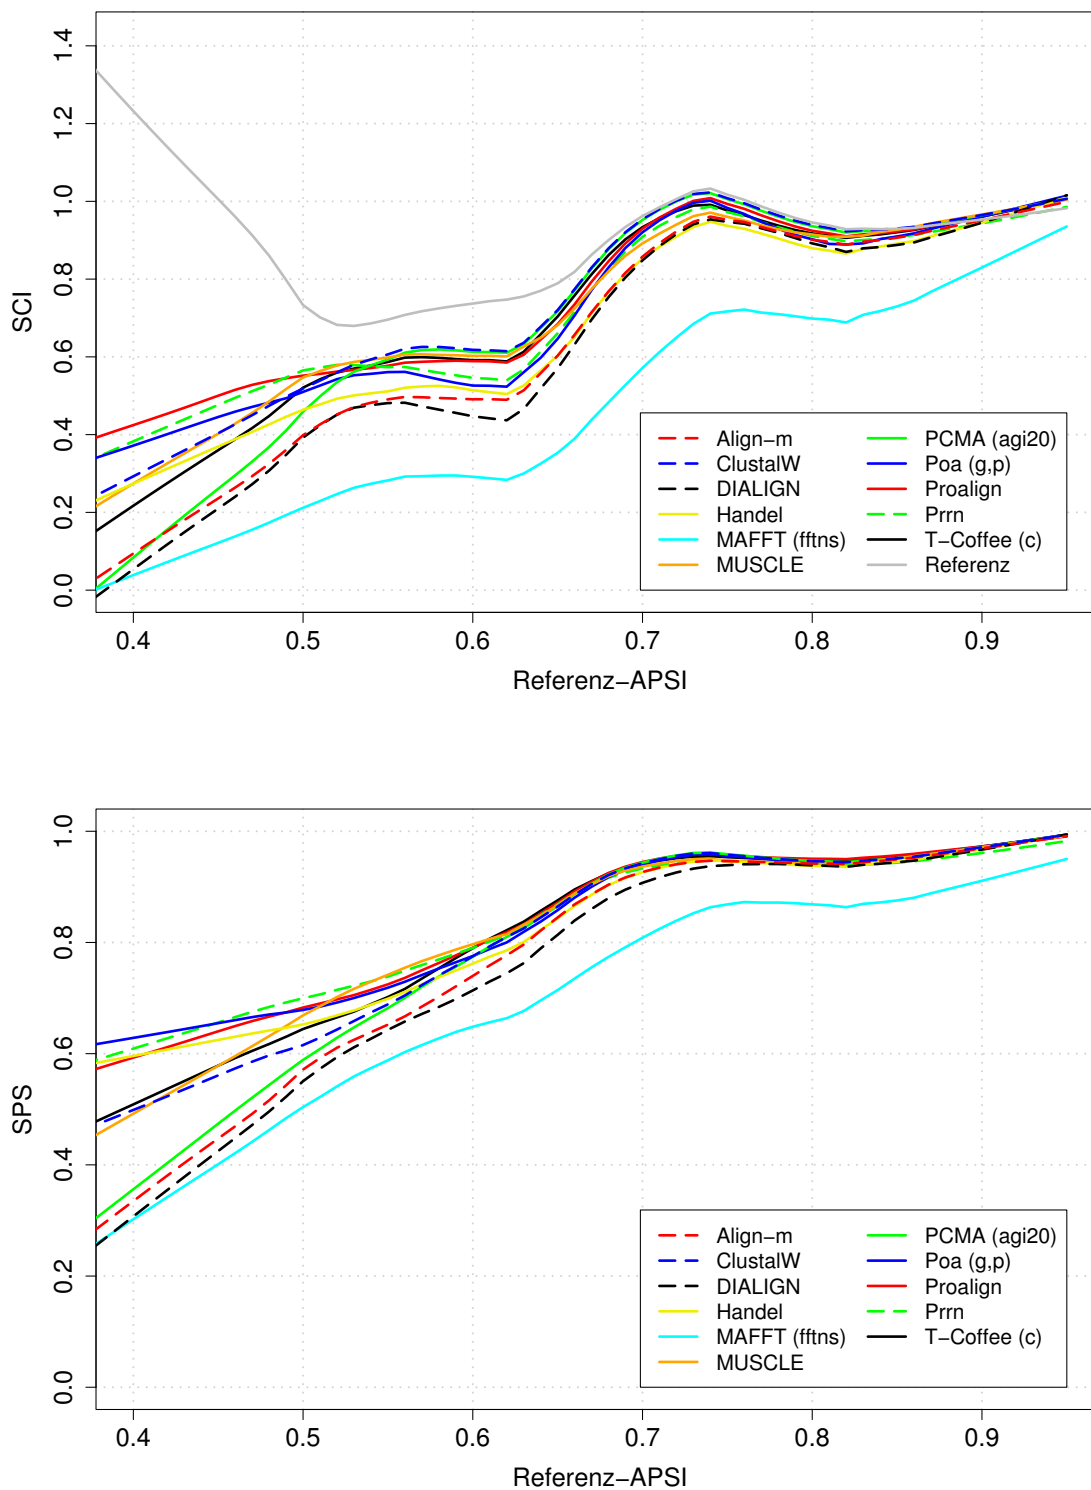 1.4
1.2
1.0
0.8
0.6
0.4
0.2
0.0
SCI
Align−m
ClustalW
DIALIGN
Handel
MAFFT (fftns)
MUSCLE
PCMA (agi20)
Poa (g,p)
Proalign
Prrn
T−Coffee (c)
Referenz
0.4 0.5 0.6 0.7 0.8 0.9
Referenz−APSI
1.0
0.8
0.6
0.4
0.2
0.0
SPS
Align−m
ClustalW
DIALIGN
Handel
MAFFT (fftns)
MUSCLE
PCMA (agi20)
Poa (g,p)
Proalign
Prrn
T−Coffee (c)
0.4 0.5 0.6 0.7 0.8 0.9
Referenz−APSI